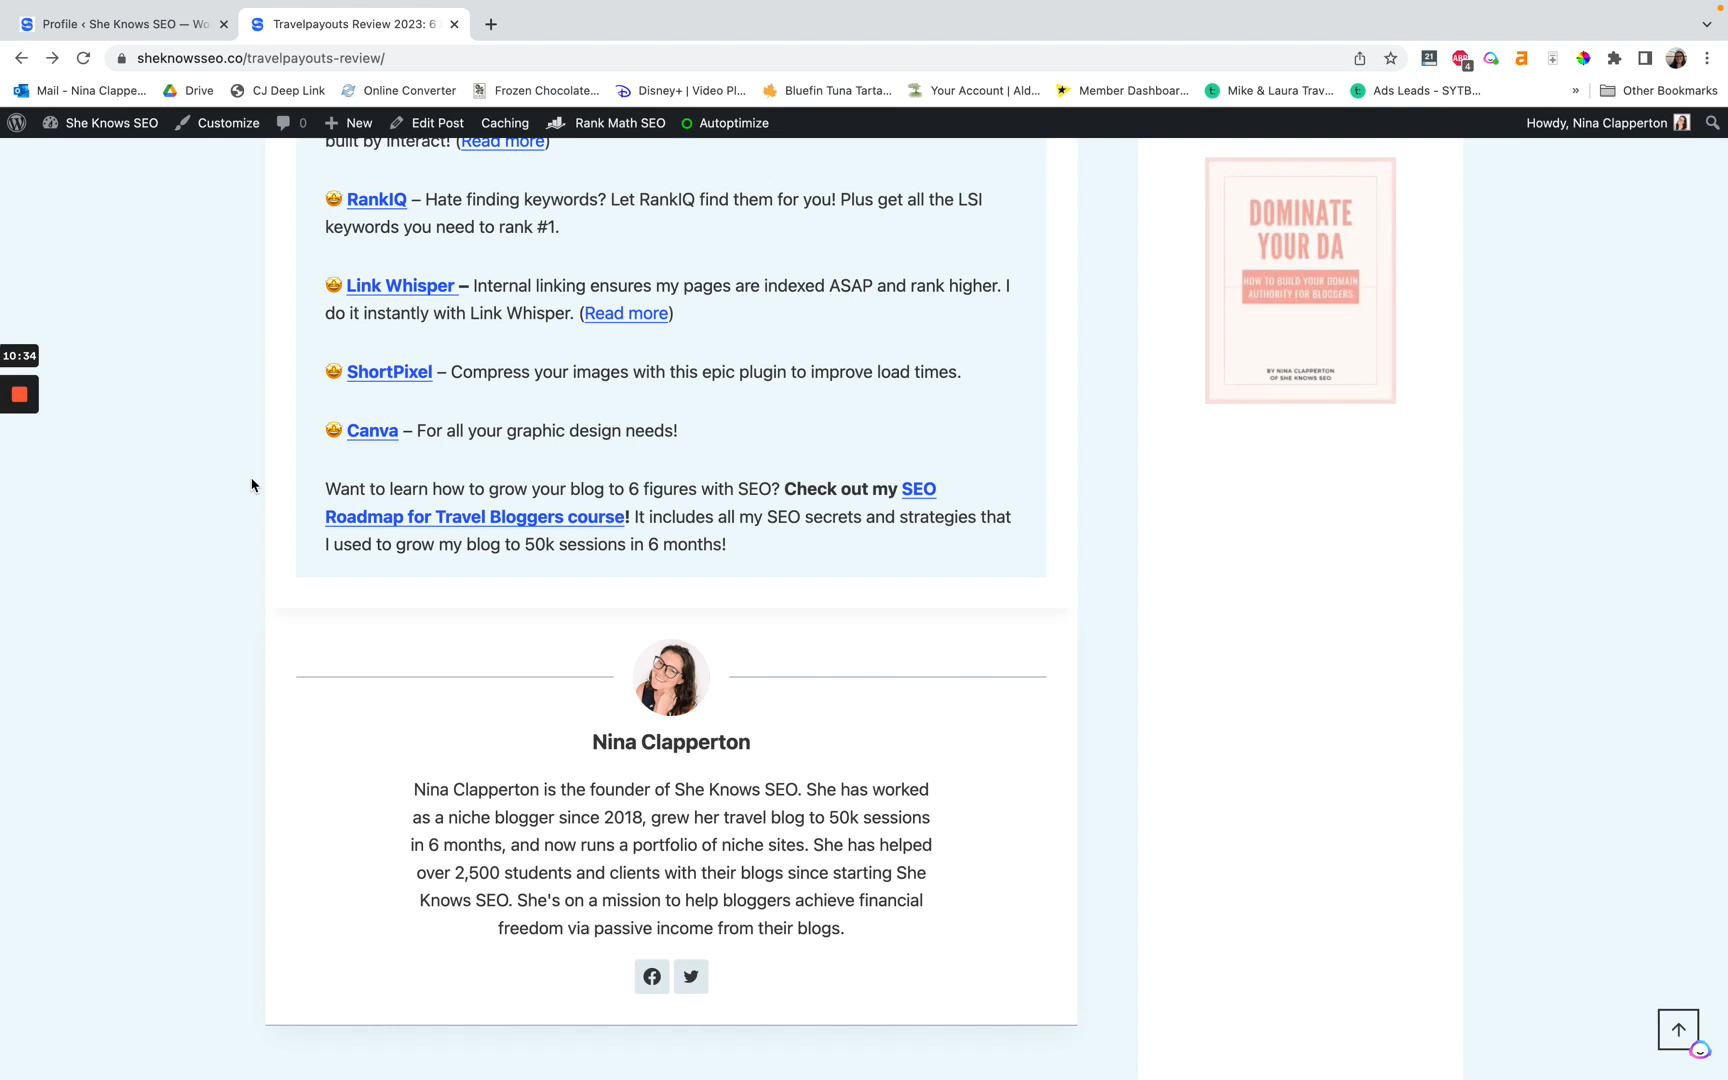 Profile ‹ She Knows SEO — Wo
Travelpayouts Review 2023: 6
sheknowsseo.co/travelpayouts-review/
21
ABP
4
Mail - Nina Clappe...
Drive
CJ Deep Link
Online Converter
Frozen Chocolate...
Disney+ | Video Pl...
Bluefin Tuna Tarta...
Your Account | Ald...
Member Dashboar...
Mike & Laura Trav...
Ads Leads - SYTB...
»
Other Bookmarks
She Knows SEO
Customize
0
New
Edit Post
Caching
Rank Math SEO
Autoptimize
Howdy, Nina Clapperton
built by interact! (Read more)
RankIQ – Hate finding keywords? Let RankIQ find them for you! Plus get all the LSI
keywords you need to rank #1.
Link Whisper – Internal linking ensures my pages are indexed ASAP and rank higher. I
do it instantly with Link Whisper. (Read more)
ShortPixel – Compress your images with this epic plugin to improve load times.
Canva – For all your graphic design needs!
Want to learn how to grow your blog to 6 figures with SEO? Check out my SEO
Roadmap for Travel Bloggers course! It includes all my SEO secrets and strategies that
I used to grow my blog to 50k sessions in 6 months!
10:34
Nina Clapperton
Nina Clapperton is the founder of She Knows SEO. She has worked
as a niche blogger since 2018, grew her travel blog to 50k sessions
in 6 months, and now runs a portfolio of niche sites. She has helped
over 2,500 students and clients with their blogs since starting She
Knows SEO. She's on a mission to help bloggers achieve financial
freedom via passive income from their blogs.
DOMINATE
YOUR DA
HOW TO BUILD YOUR DOMAIN
AUTHORITY FOR BLOGGERS
BY NINA CLAPPERTON
OF SHE KNOWS SEO